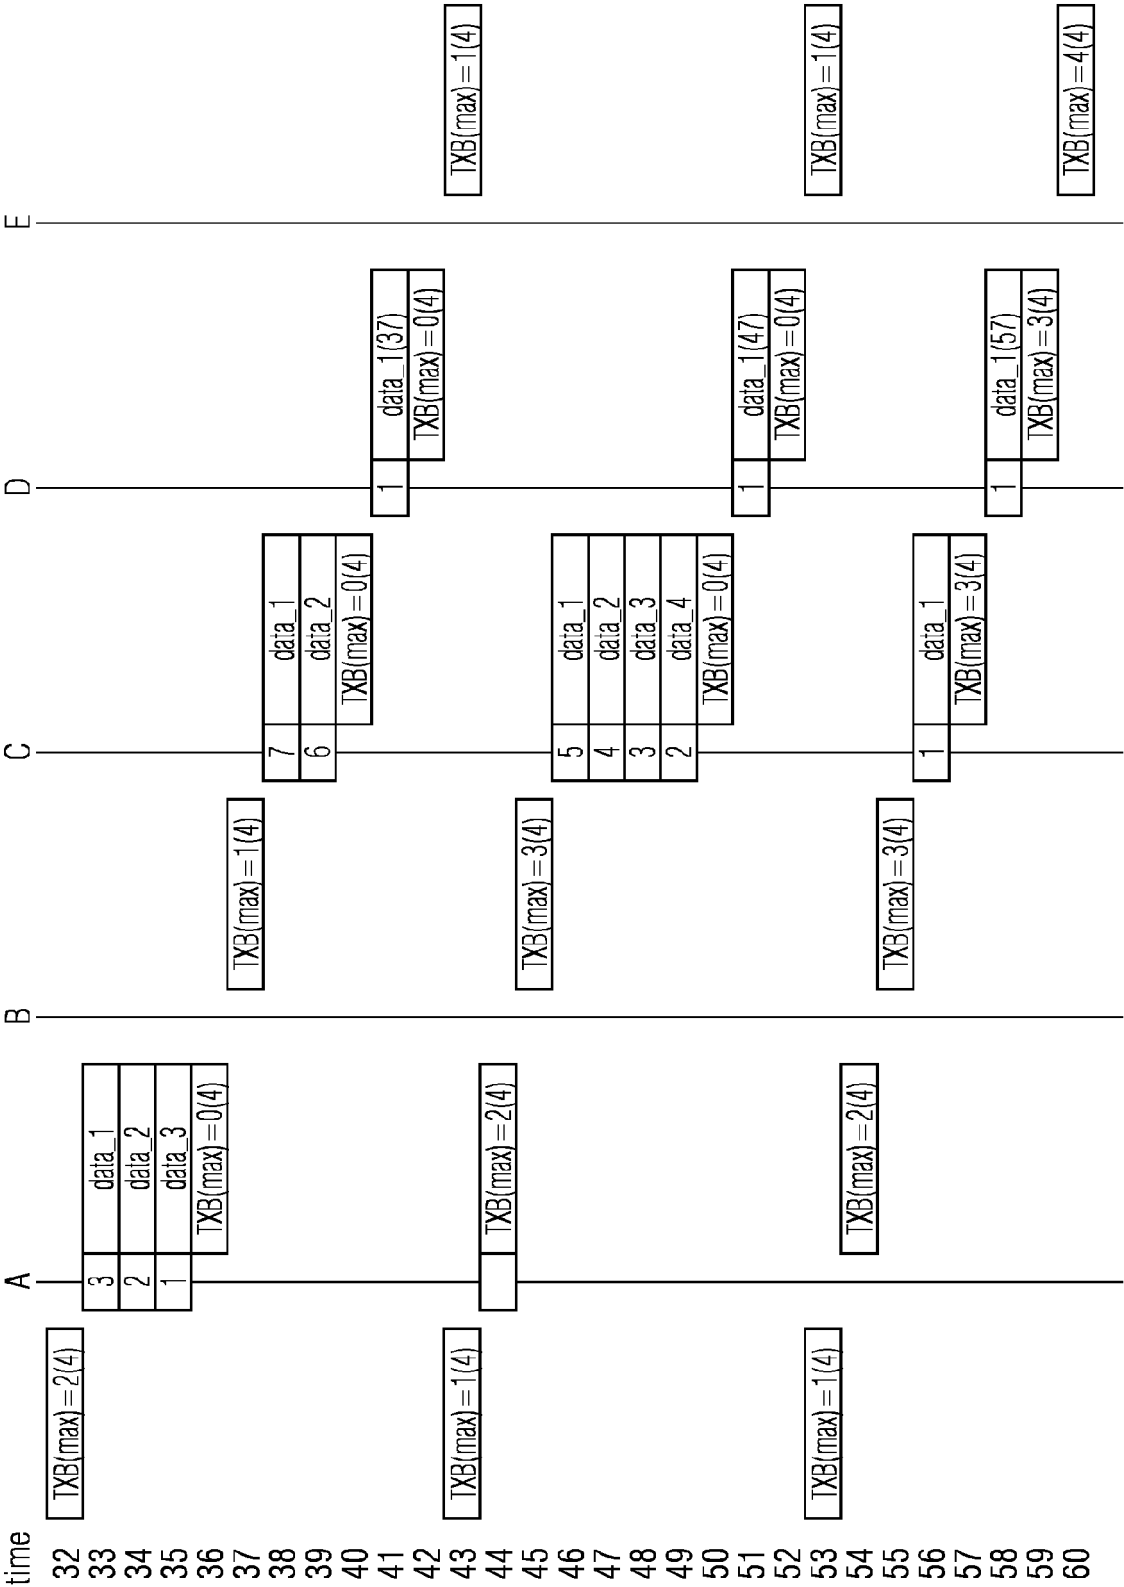 time A B C D E
32 TXB(max)=2(4)
33 3 data_1
34 2 data_2
35 1 data_3
36 TXB(max)=0(4)
37 TXB(max)=1(4)
38 7 data_1
39 6 data_2
40 TXB(max)=0(4)
41 1 data_1(37)
42 TXB(max)=0(4)
43 TXB(max)=1(4) TXB(max)=1(4)
44 TXB(max)=2(4)
45 TXB(max)=3(4)
46 5 data_1
47 4 data_2
48 3 data_3
49 2 data_4
50 TXB(max)=0(4)
51 1 data_1(47)
52 TXB(max)=0(4)
53 TXB(max)=1(4) TXB(max)=1(4)
54 TXB(max)=2(4)
55 TXB(max)=3(4)
56 1 data_1
57 TXB(max)=3(4)
58 1 data_1(57)
59 TXB(max)=3(4)
60 TXB(max)=4(4)